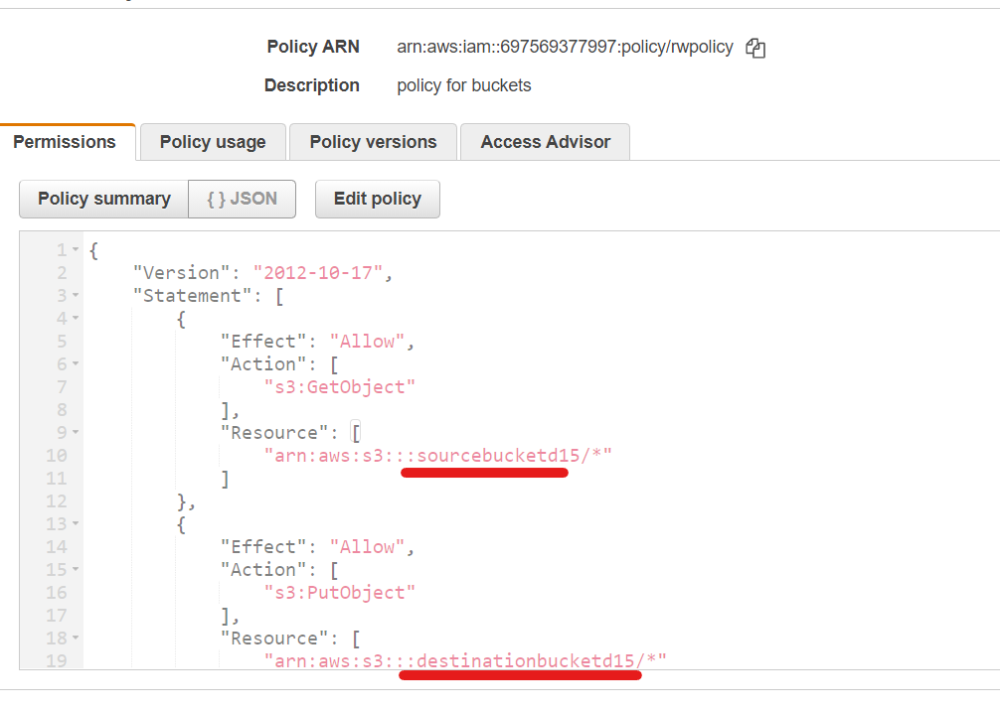 Policy ARN arn:aws:iam::697569377997:policy/rwpolicy
Description policy for buckets
Permissions Policy usage Policy versions Access Advisor
Policy summary { } JSON Edit policy
1 {
2 "Version": "2012-10-17",
3 "Statement": [
4 {
5 "Effect": "Allow",
6 "Action": [
7 "s3:GetObject"
8 ],
9 "Resource": [
10 "arn:aws:s3:::sourcebucketd15/*"
11 ]
12 },
13 {
14 "Effect": "Allow",
15 "Action": [
16 "s3:PutObject"
17 ],
18 "Resource": [
19 "arn:aws:s3:::destinationbucketd15/*"